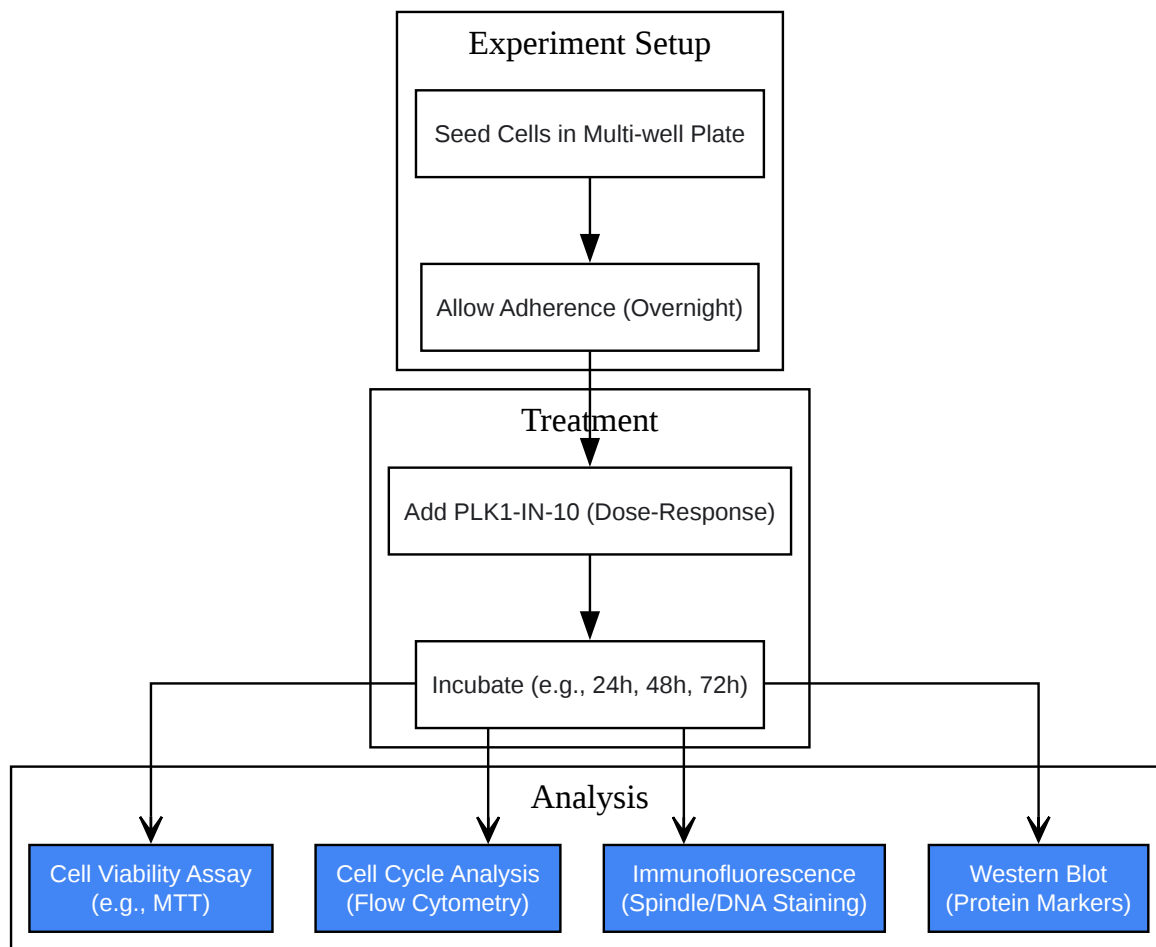 Experiment Setup
Seed Cells in Multi-well Plate
Allow Adherence (Overnight)
Treatment
Add PLK1-IN-10 (Dose-Response)
Incubate (e.g., 24h, 48h, 72h)
Analysis
Cell Viability Assay
(e.g., MTT)
Cell Cycle Analysis
(Flow Cytometry)
Immunofluorescence
(Spindle/DNA Staining)
Western Blot
(Protein Markers)